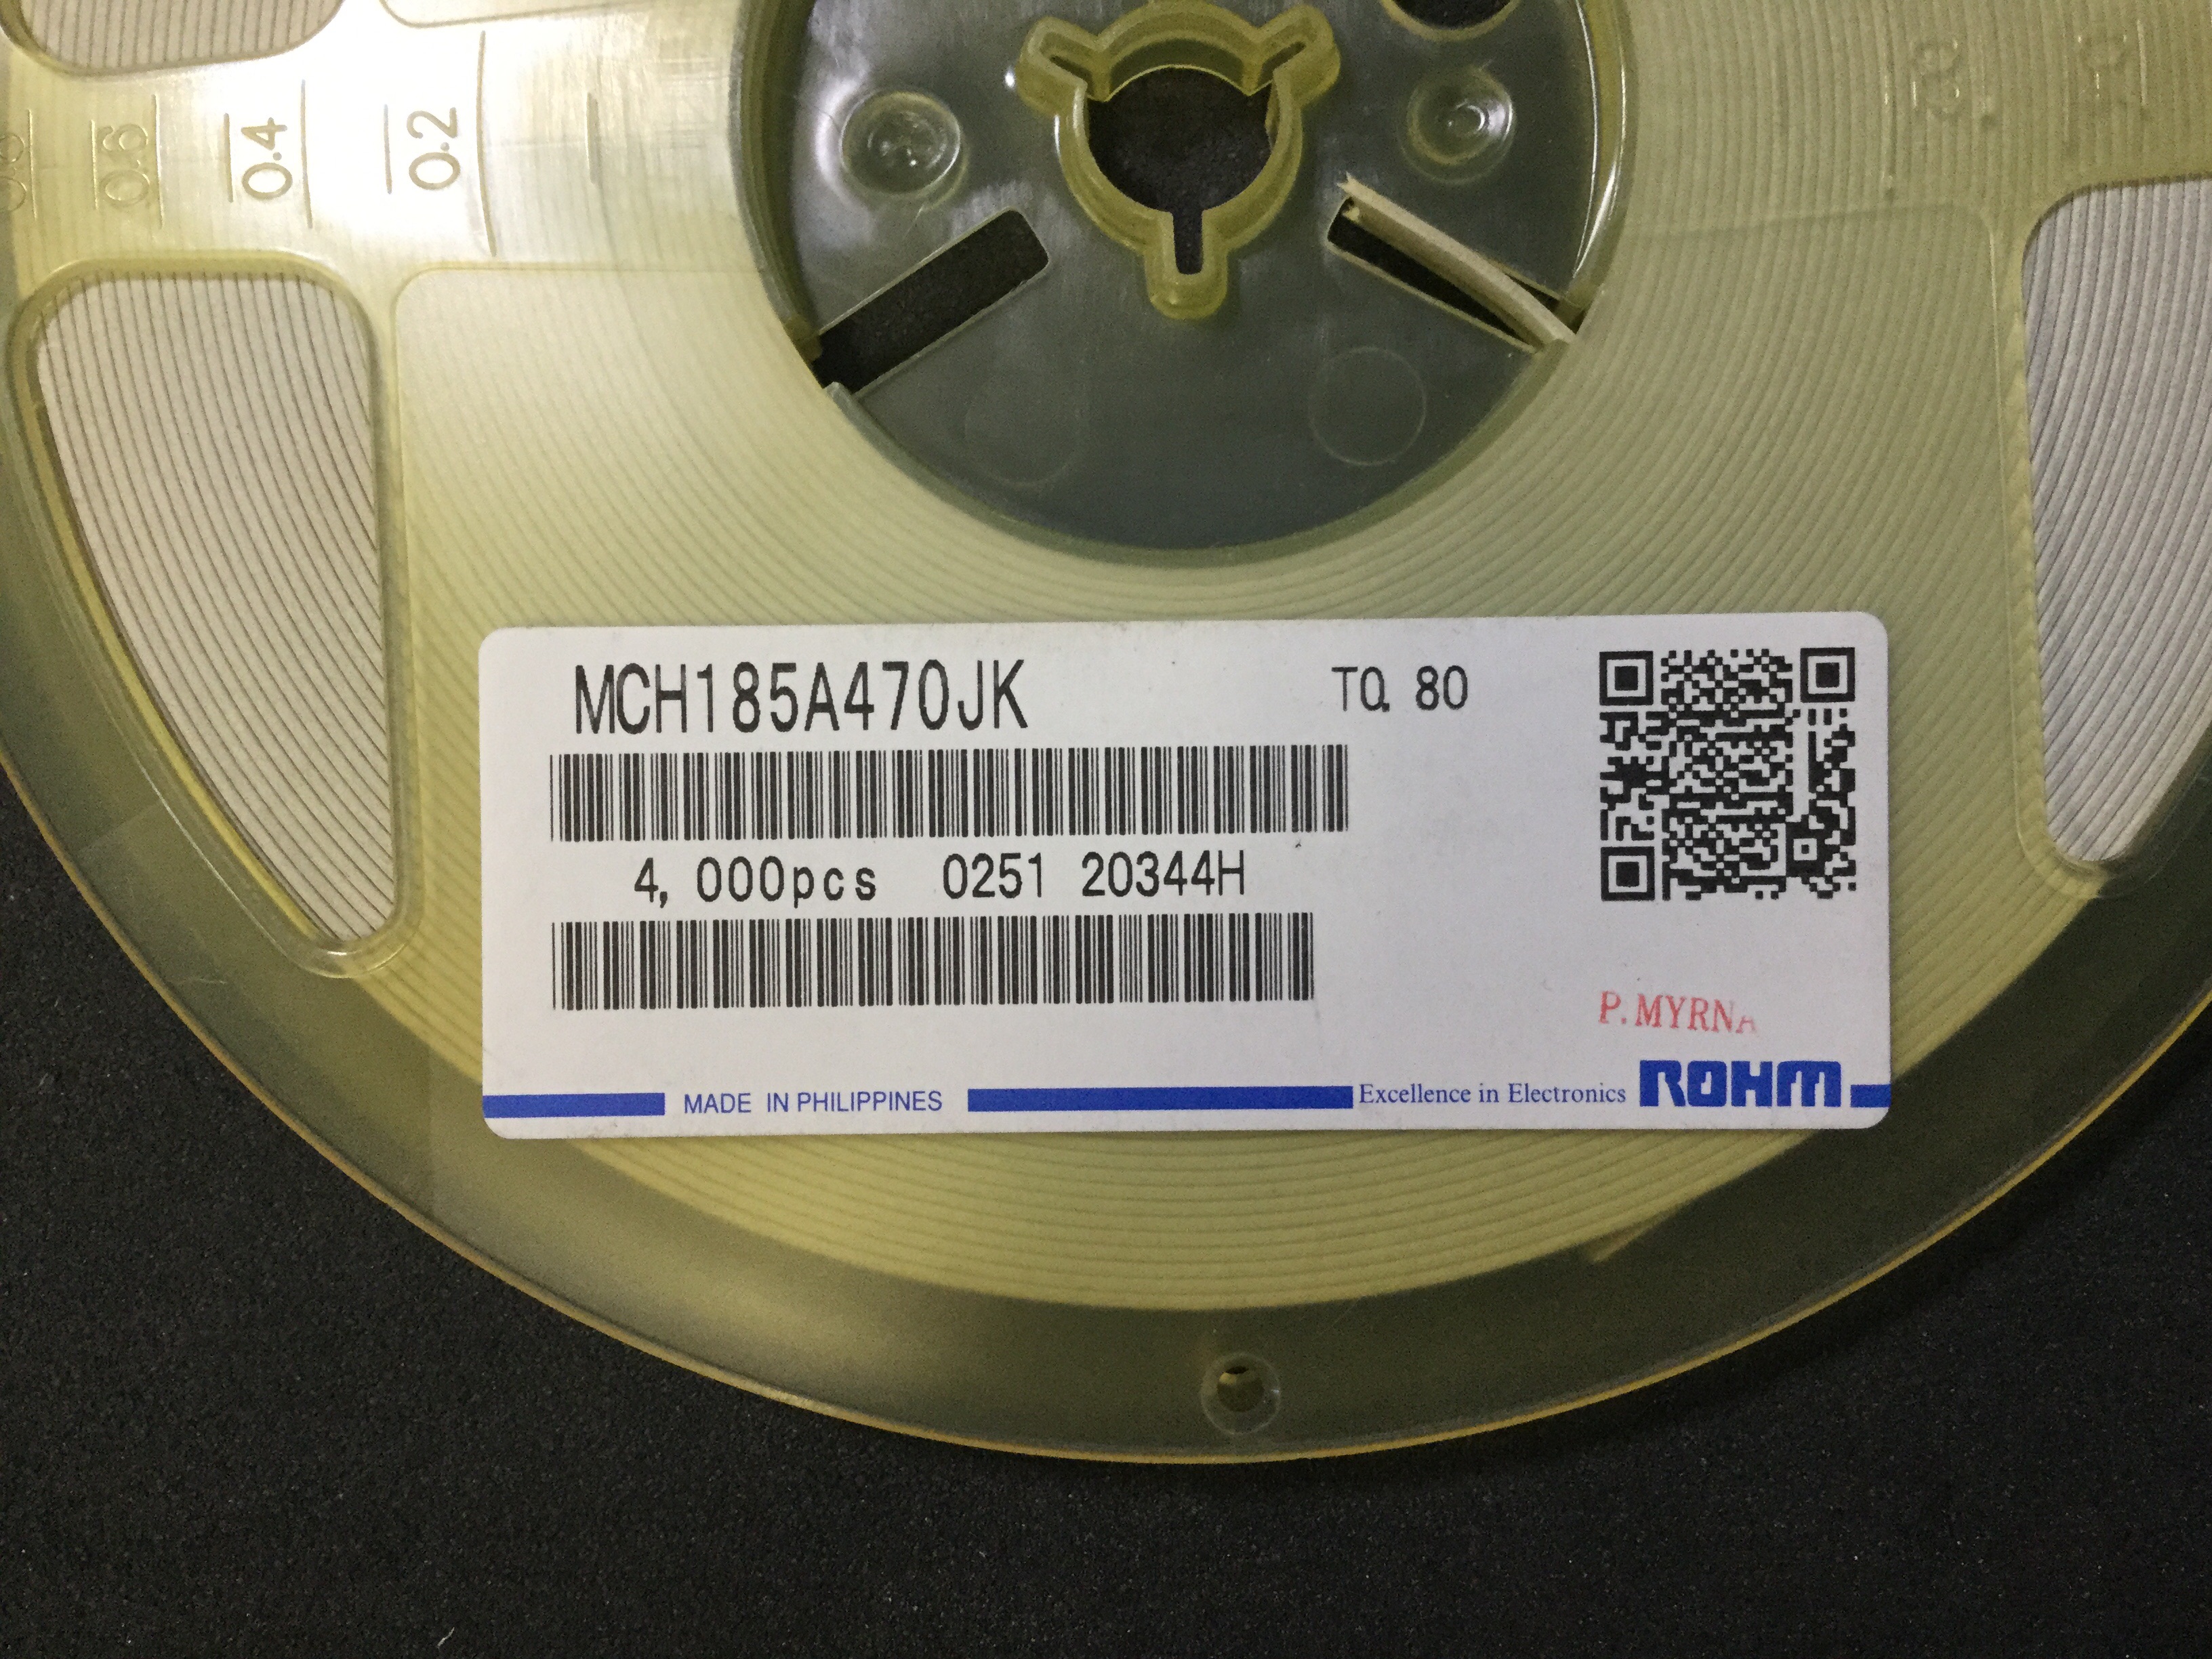 0.6
0.4
0.2
MCH185A470JK TQ. 80
4, 000pcs 0251 20344H
P. MYRNA
MADE IN PHILIPPINES
Excellence in Electronics ROHM